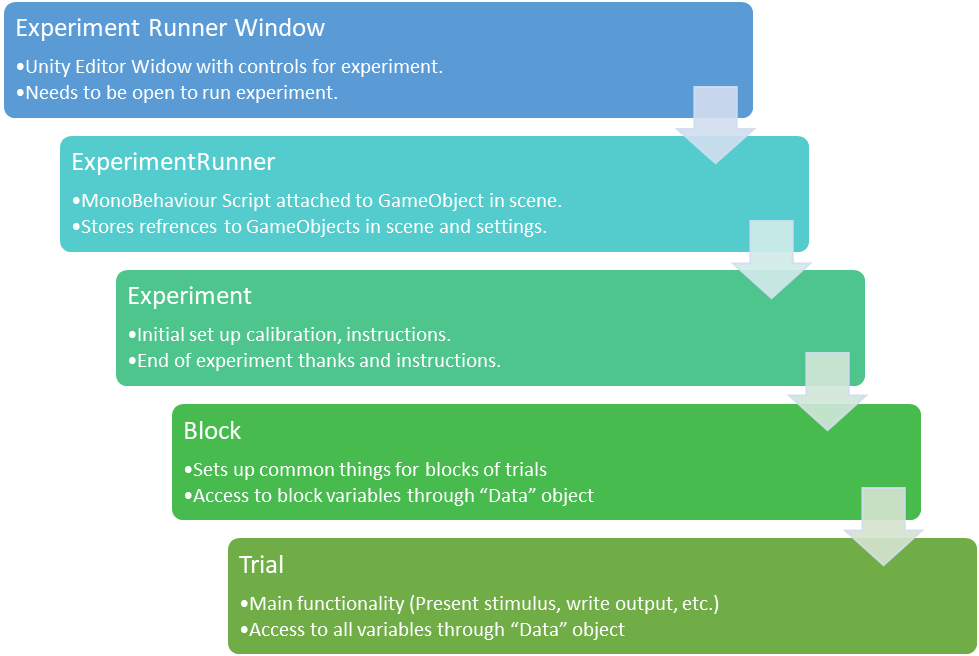 Experiment Runner Window
•Unity Editor Widow with controls for experiment.
•Needs to be open to run experiment.
ExperimentRunner
•MonoBehaviour Script attached to GameObject in scene.
•Stores refrences to GameObjects in scene and settings.
Experiment
•Initial set up calibration, instructions.
•End of experiment thanks and instructions.
Block
•Sets up common things for blocks of trials
•Access to block variables through “Data” object
Trial
•Main functionality (Present stimulus, write output, etc.)
•Access to all variables through “Data” object